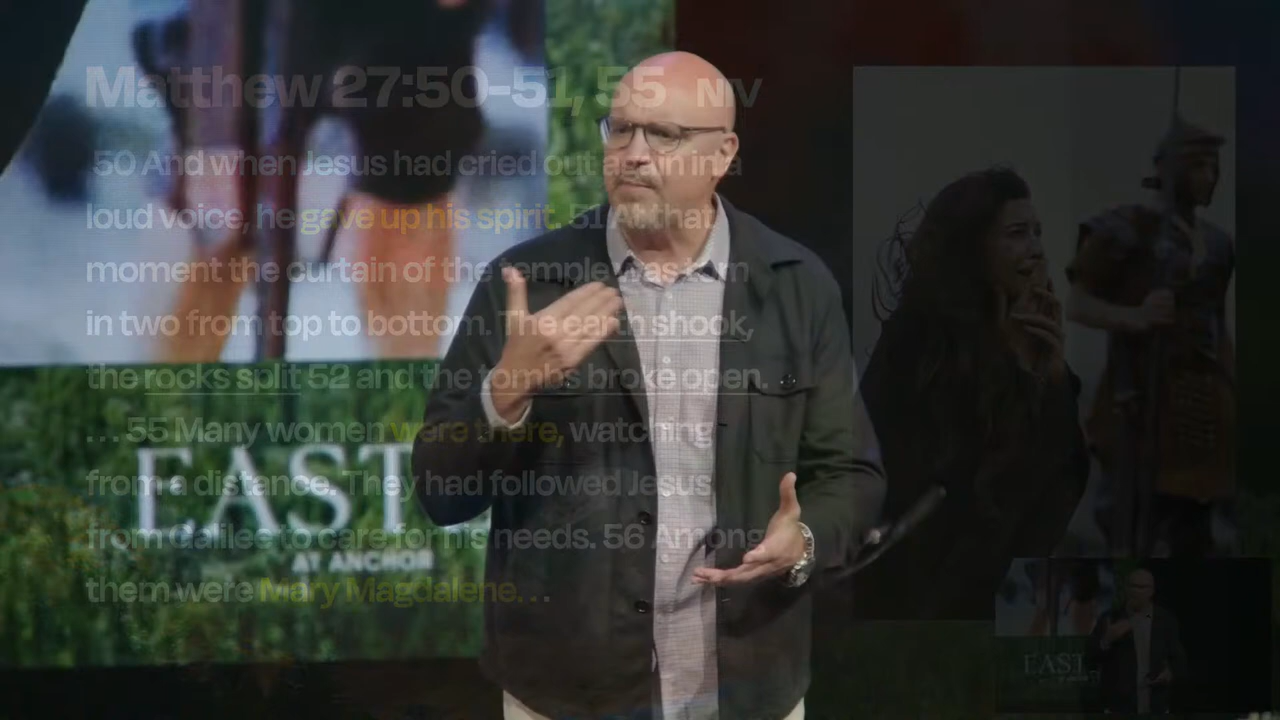 Matthew 27:50–51, 55 NIV
50 And when Jesus had cried out in a
loud voice, he gave up his spirit. 51 At that
moment the curtain of the temple was torn
in two from top to bottom. The earth shook,
the rocks split 52 and the tombs broke open
…55 Many women were there, watching
from a distance. They had followed Jesus
from Galilee to care for his needs. 56 Among
them were Mary Magdalene…
EAST
AT ANCHOR
EAST